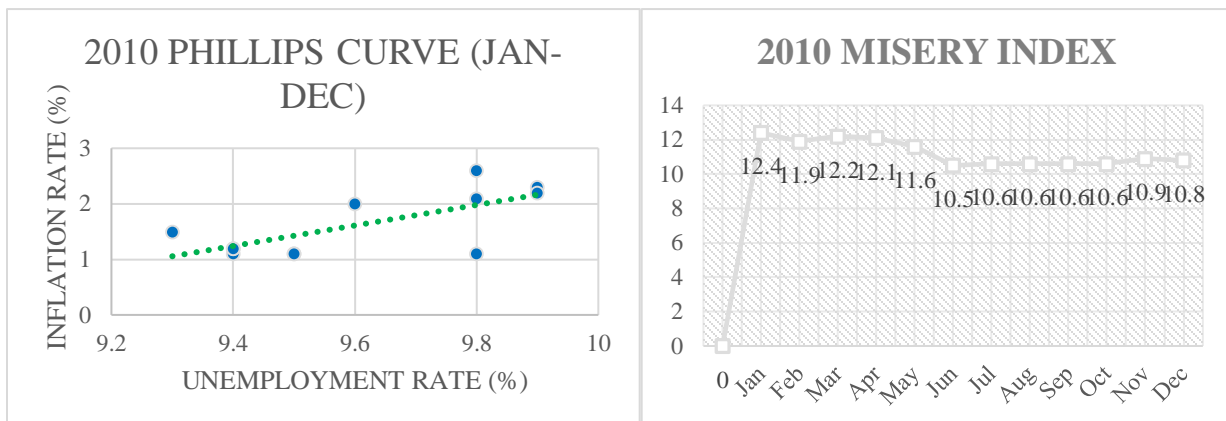 2010 PHILLIPS CURVE (JAN-
DEC)
INFLATION RATE (%)
3
2
1
0
9.2 9.4 9.6 9.8 10
UNEMPLOYMENT RATE (%)
2010 MISERY INDEX
14
12
10
8
6
4
2
0
12.4 11.9 12.2 12.1 11.6 10.5 10.6 10.6 10.6 10.6 10.9 10.8
0 Jan Feb Mar Apr May Jun Jul Aug Sep Oct Nov Dec